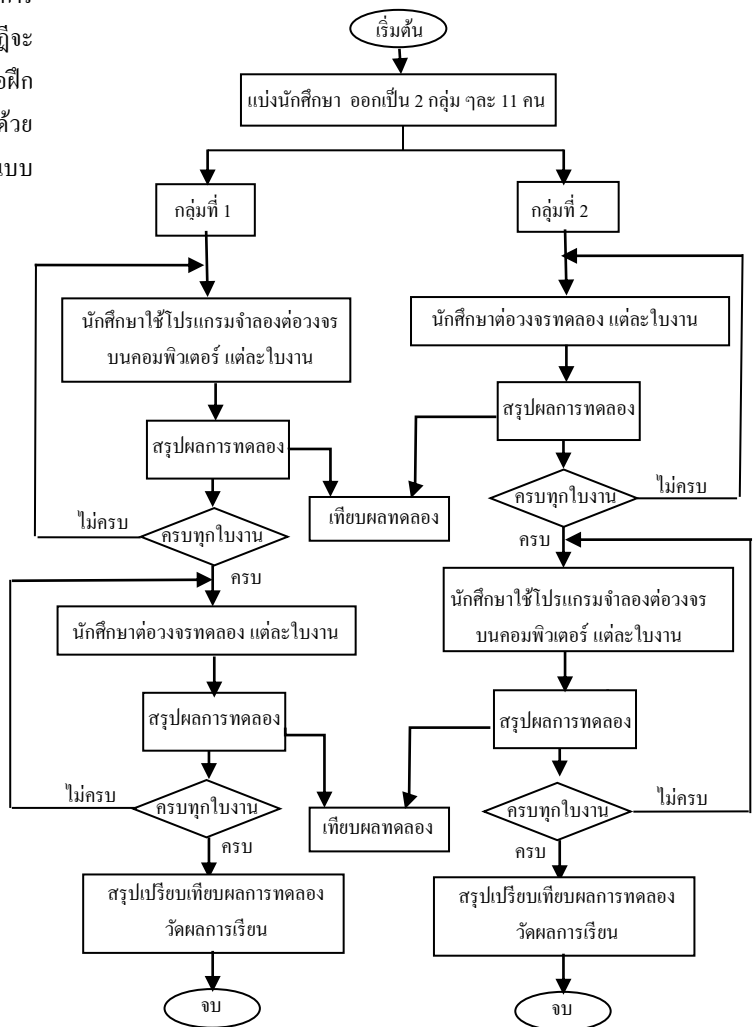 เริ่มต้น
แบ่งนักศึกษา ออกเป็น 2 กลุ่ม ๆละ 11 คน
กลุ่มที่ 1
กลุ่มที่ 2
นักศึกษาใช้โปรแกรมจำลองต่อวงจร
บนคอมพิวเตอร์ แต่ละใบงาน
นักศึกษาต่อวงจรทดลอง แต่ละใบงาน
สรุปผลการทดลอง
สรุปผลการทดลอง
เทียบผลทดลอง
ครบทุกใบงาน
ไม่ครบ
ครบทุกใบงาน
ไม่ครบ
ครบ
ครบ
นักศึกษาต่อวงจรทดลอง แต่ละใบงาน
นักศึกษาใช้โปรแกรมจำลองต่อวงจร
บนคอมพิวเตอร์ แต่ละใบงาน
สรุปผลการทดลอง
สรุปผลการทดลอง
เทียบผลทดลอง
ครบทุกใบงาน
ไม่ครบ
ครบทุกใบงาน
ไม่ครบ
ครบ
ครบ
สรุปเปรียบเทียบผลการทดลอง
วัดผลการเรียน
สรุปเปรียบเทียบผลการทดลอง
วัดผลการเรียน
จบ
จบ